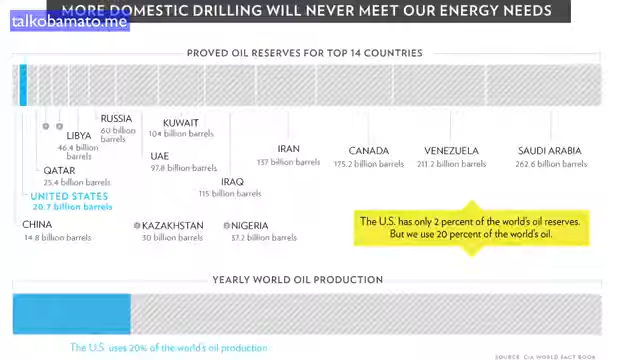 MORE DOMESTIC DRILLING WILL NEVER MEET OUR ENERGY NEEDS
talkobamato.me
PROVED OIL RESERVES FOR TOP 14 COUNTRIES
RUSSIA
60 billion
barrels
KUWAIT
104 billion barrels
LIBYA
46.4 billion
barrels
IRAN
137 billion barrels
CANADA
175.2 billion barrels
VENEZUELA
211.2 billion barrels
SAUDI ARABIA
262.6 billion barrels
UAE
97.8 billion barrels
QATAR
25.4 billion barrels
IRAQ
115 billion barrels
UNITED STATES
20.7 billion barrels
CHINA
14.8 billion barrels
KAZAKHSTAN
30 billion barrels
NIGERIA
37.2 billion barrels
The U.S. has only 2 percent of the world's oil reserves.
But we use 20 percent of the world's oil.
YEARLY WORLD OIL PRODUCTION
The U.S. uses 20% of the world's oil production
SOURCE: CIA WORLD FACT BOOK